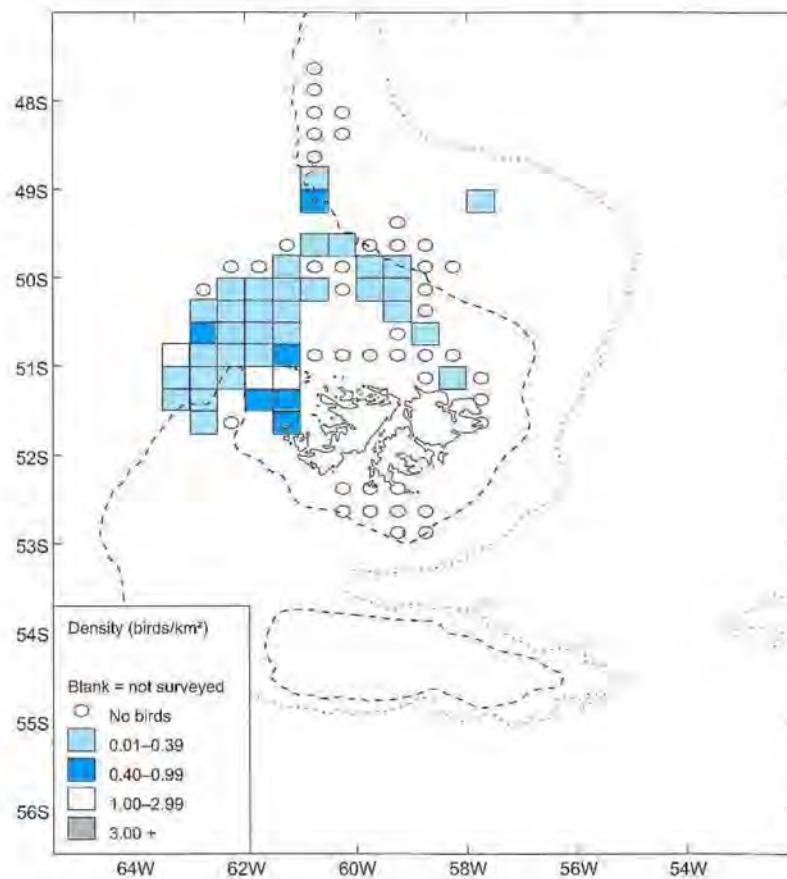 48S
49S
50S
51S
52S
53S
54S
55S
56S
Density (birds/km²)
Blank = not surveyed
No birds
0.01–0.39
0.40–0.99
1.00–2.99
3.00 +
64W 62W 60W 58W 56W 54W